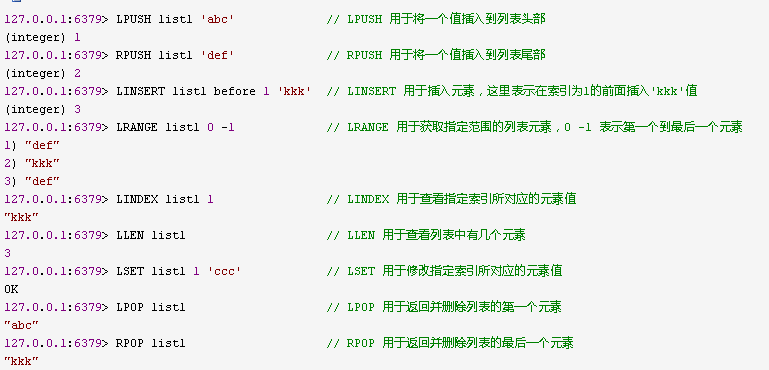 127.0.0.1:6379> LPUSH list1 'abc' // LPUSH 用于将一个值插入到列表头部
(integer) 1
127.0.0.1:6379> RPUSH list1 'def' // RPUSH 用于将一个值插入到列表尾部
(integer) 2
127.0.0.1:6379> LINSERT list1 before 1 'kkk' // LINSERT 用于插入元素，这里表示在索引为1的前面插入'kkk'值
(integer) 3
127.0.0.1:6379> LRANGE list1 0 -1 // LRANGE 用于获取指定范围的列表元素，0 -1 表示第一个到最后一个元素
1) "def"
2) "kkk"
3) "def"
127.0.0.1:6379> LINDEX list1 1 // LINDEX 用于查看指定索引所对应的元素值
"kkk"
127.0.0.1:6379> LLEN list1 // LLEN 用于查看列表中有几个元素
3
127.0.0.1:6379> LSET list1 1 'ccc' // LSET 用于修改指定索引所对应的元素值
OK
127.0.0.1:6379> LPOP list1 // LPOP 用于返回并删除列表的第一个元素
"abc"
127.0.0.1:6379> RPOP list1 // RPOP 用于返回并删除列表的最后一个元素
"kkk"